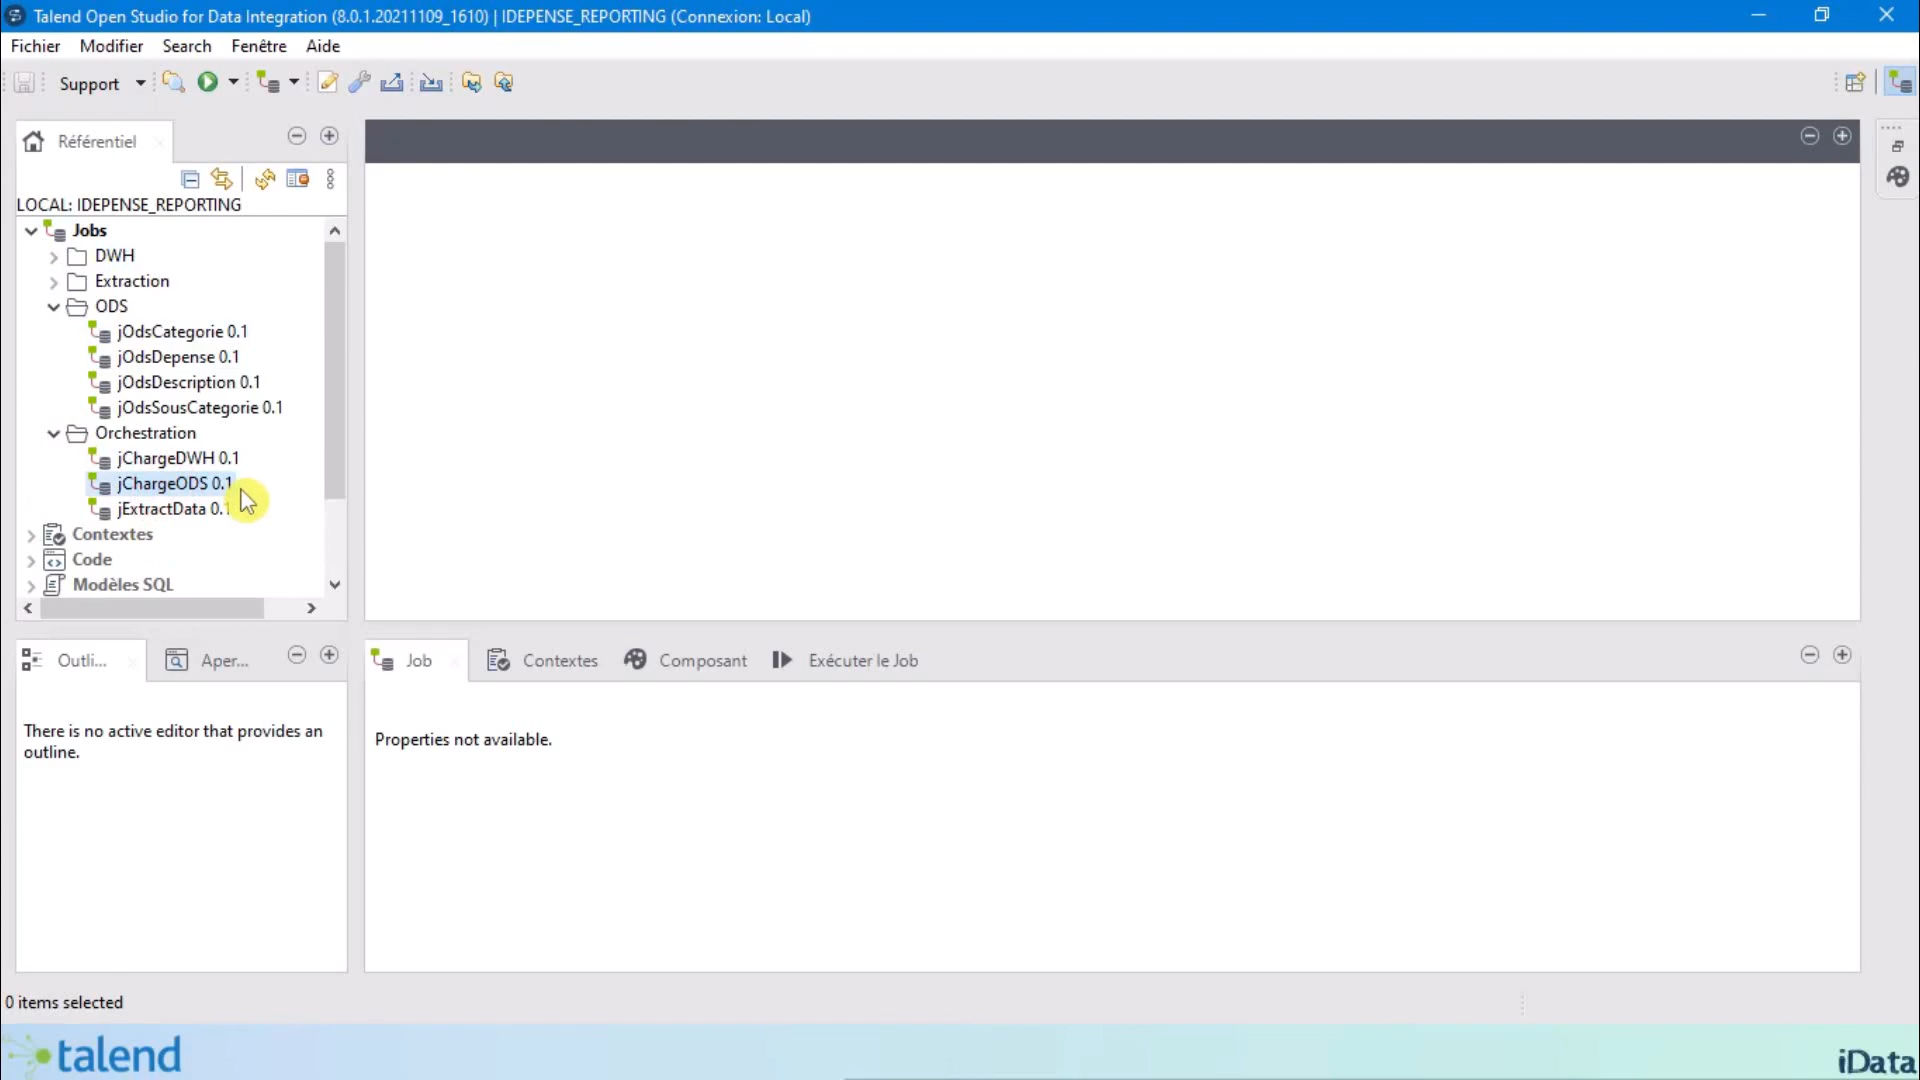 Talend Open Studio for Data Integration (8.0.1.20211109_1610) | IDEPENSE_REPORTING (Connexion: Local)
Fichier Modifier Search Fenêtre Aide
Support
Référentiel
LOCAL: IDEPENSE_REPORTING
Jobs
DWH
Extraction
ODS
jOdsCategorie 0.1
jOdsDepense 0.1
jOdsDescription 0.1
jOdsSousCategorie 0.1
Orchestration
jChargeDWH 0.1
jChargeODS 0.1
jExtractData 0.1
Contextes
Code
Modèles SQL
Outli... Aper...
There is no active editor that provides an
outline.
Job Contextes Composant Exécuter le Job
Properties not available.
0 items selected
talend
iData